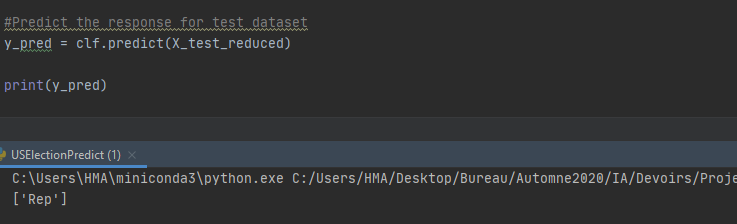 #Predict the response for test dataset
y_pred = clf.predict(X_test_reduced)
print(y_pred)
USElectionPredict (1)
C:\Users\HMA\miniconda3\python.exe C:/Users/HMA/Desktop/Bureau/Automne2020/IA/Devoirs/Proje
['Rep']